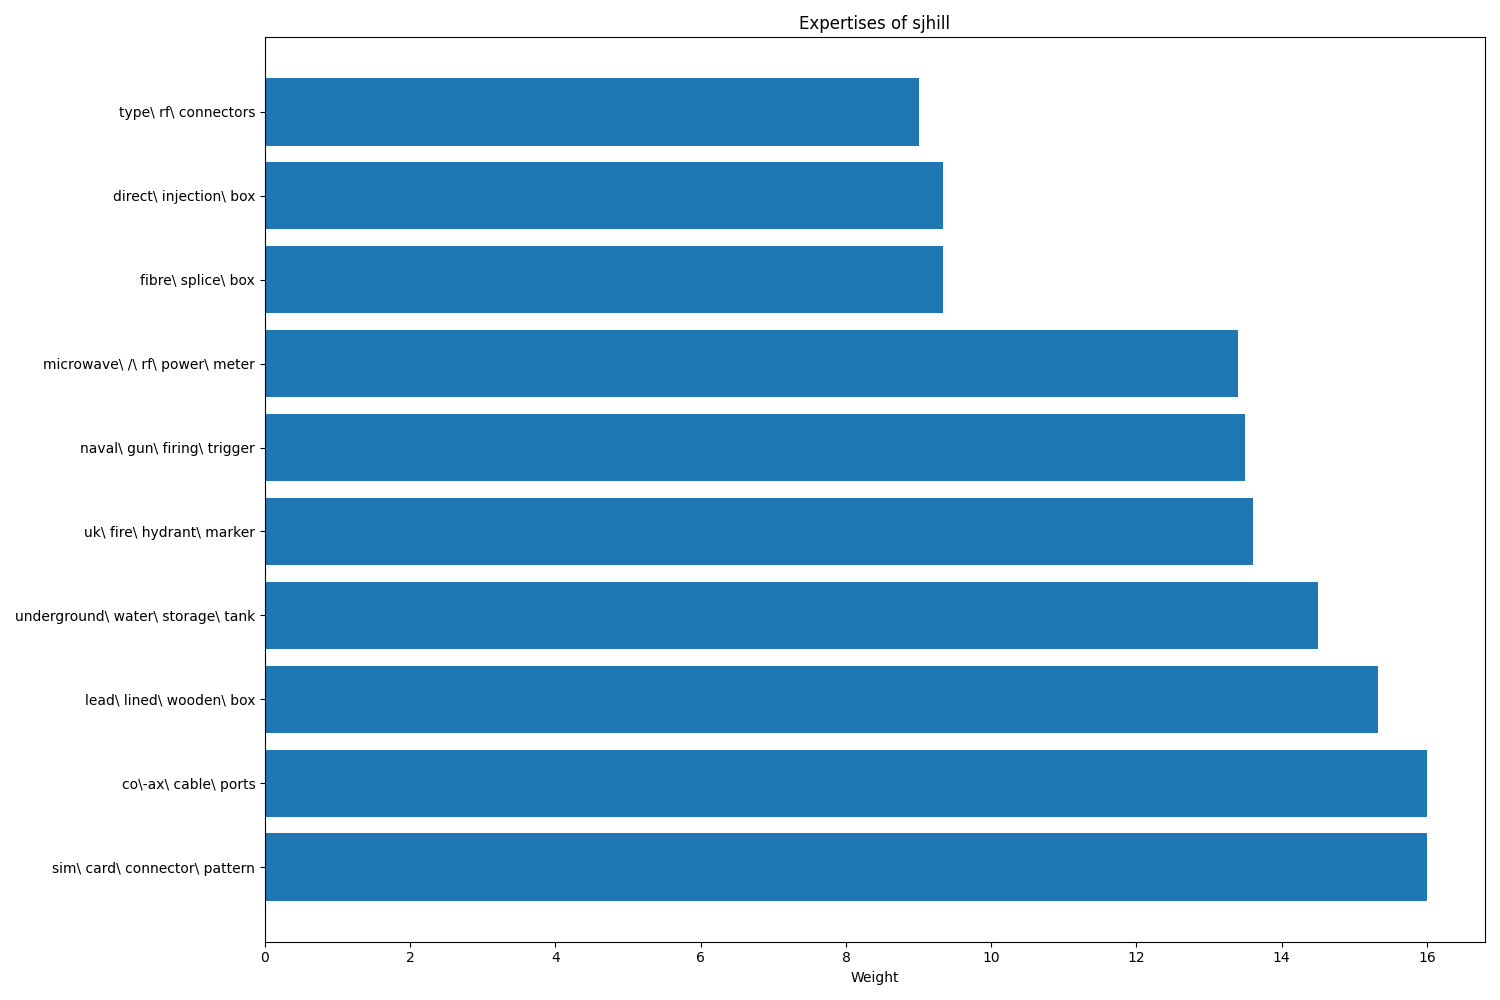 Expertises of sjhill
type\ rf\ connectors
direct\ injection\ box
fibre\ splice\ box
microwave\ /\ rf\ power\ meter
naval\ gun\ firing\ trigger
uk\ fire\ hydrant\ marker
underground\ water\ storage\ tank
lead\ lined\ wooden\ box
co\-ax\ cable\ ports
sim\ card\ connector\ pattern
0 2 4 6 8 10 12 14 16
Weight